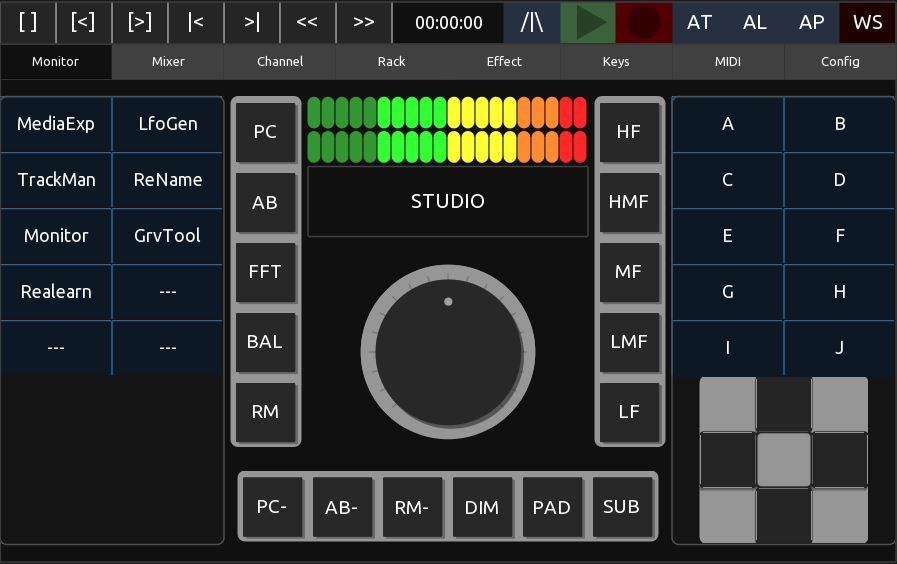 [ ] [<] [>] |< >| << >> 00:00:00 /|\ AT AL AP WS
Monitor Mixer Channel Rack Effect Keys MIDI Config
MediaExp LfoGen
TrackMan ReName
Monitor GrvTool
Realearn ---
--- ---
PC
AB
FFT
BAL
RM
STUDIO
HF
HMF
MF
LMF
LF
A B
C D
E F
G H
I J
PC- AB- RM- DIM PAD SUB